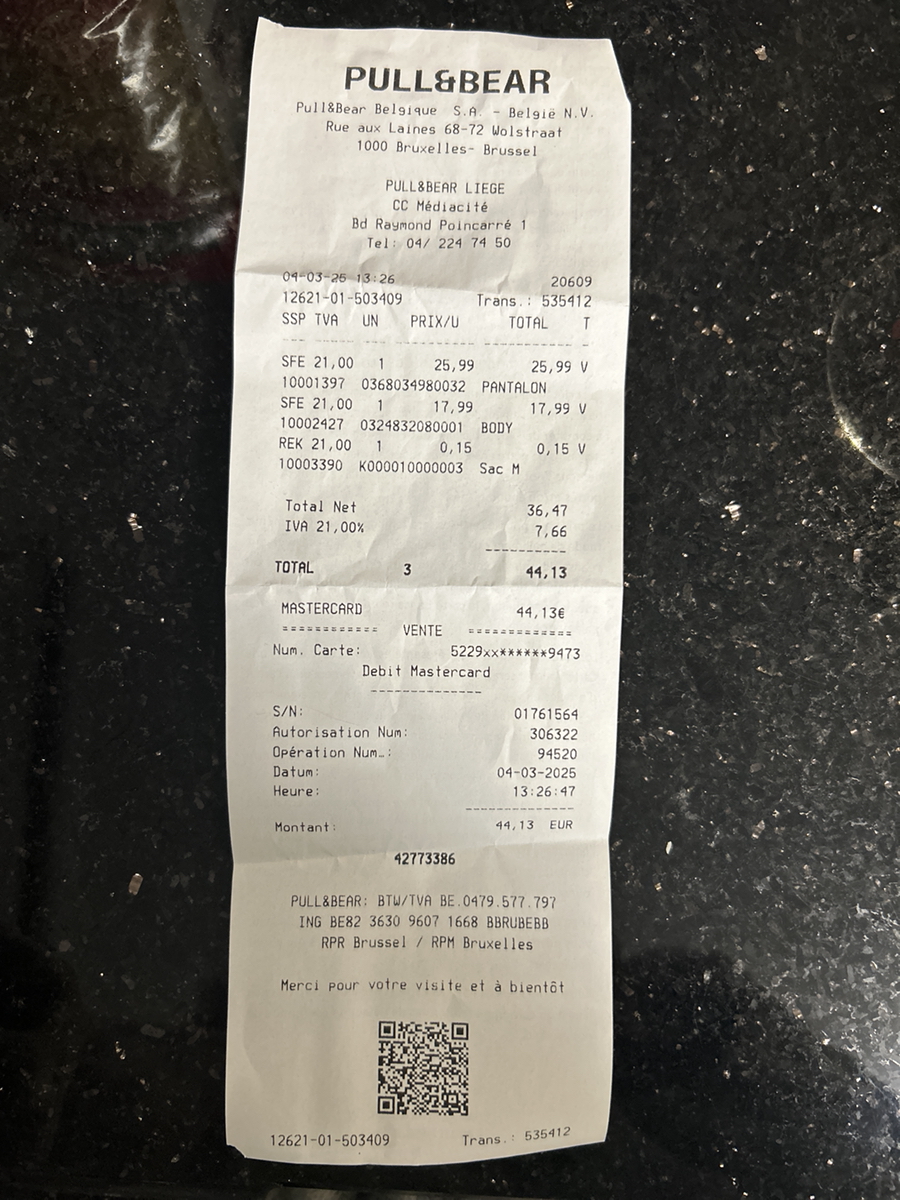 PULL&BEAR
Pull&Bear Belgique S.A. - België N.V.
Rue aux Laines 68-72 Wolstraat
1000 Bruxelles- Brussel
PULL&BEAR LIEGE
CC Médiacité
Bd Raymond Poincarré 1
Tel: 04/ 224 74 50
04-03-25 13:26 20609
12621-01-503409 Trans.: 535412
SSP TVA UN PRIX/U TOTAL T
--- --- --- --- --- -
SFE 21,00 1 25,99 25,99 V
10001397 0368034980032 PANTALON
SFE 21,00 1 17,99 17,99 V
10002427 0324832080001 BODY
REK 21,00 1 0,15 0,15 V
10003390 K000010000003 Sac M
Total Net 36,47
IVA 21,00% 7,66
----------
TOTAL 3 44,13
MASTERCARD 44,13€
============ VENTE =============
Num. Carte: 5229xx******9473
Debit Mastercard
--------------
S/N: 01761564
Autorisation Num: 306322
Opération Num.: 94520
Datum: 04-03-2025
Heure: 13:26:47
--------------
Montant: 44,13 EUR
42773386
PULL&BEAR: BTW/TVA BE.0479.577.797
ING BE82 3630 9607 1668 BBRUBEBB
RPR Brussel / RPM Bruxelles
Merci pour votre visite et à bientôt
12621-01-503409 Trans.: 535412